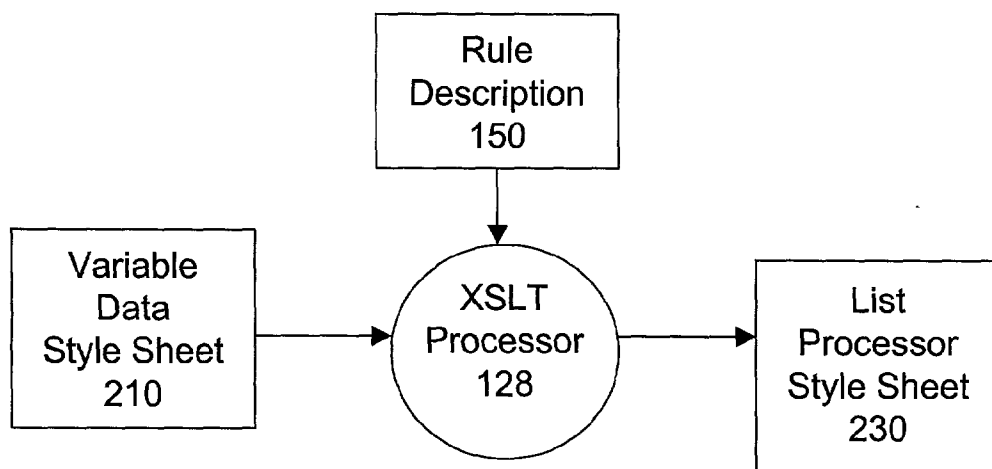 Rule
Description
150
Variable
Data
Style Sheet
210
XSLT
Processor
128
List
Processor
Style Sheet
230